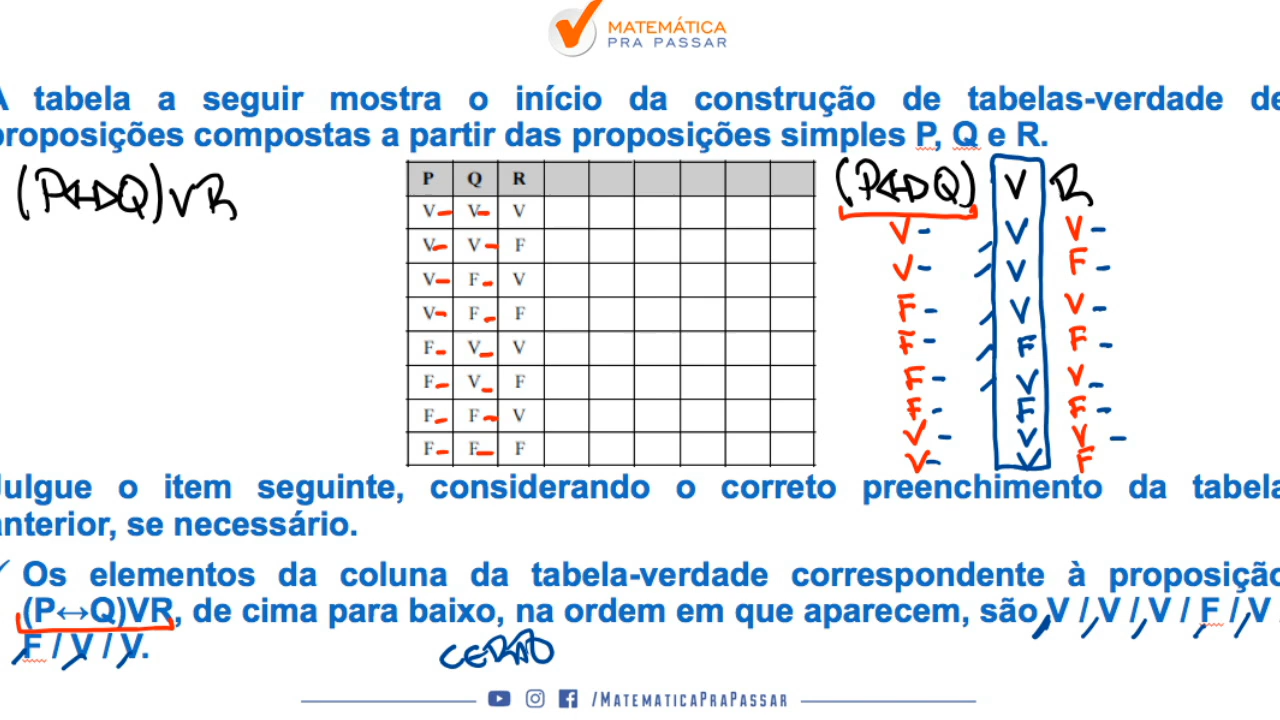 MATEMÁTICA
PRA PASSAR
A tabela a seguir mostra o início da construção de tabelas-verdade de
proposições compostas a partir das proposições simples P, Q e R.
(P↔Q)VR
P Q R
V V V
V V F
V F V
V F F
F V V
F V F
F F V
F F F
(P↔Q) V R
V V V
V V F
F V V
F F F
F V V
F F F
V V V
V V F
Julgue o item seguinte, considerando o correto preenchimento da tabela
anterior, se necessário.
✓ Os elementos da coluna da tabela-verdade correspondente à proposição
(P↔Q)VR, de cima para baixo, na ordem em que aparecem, são V / V / V / F / V /
F / V / V.
CERTO
/MATEMATICAPRAPASSAR